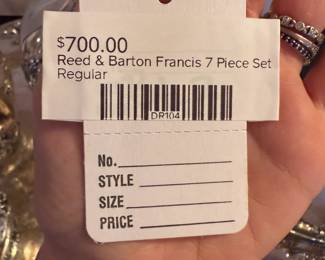 $700.00
Reed & Barton Francis 7 Piece Set
Regular
DR104
No.
STYLE
SIZE
PRICE